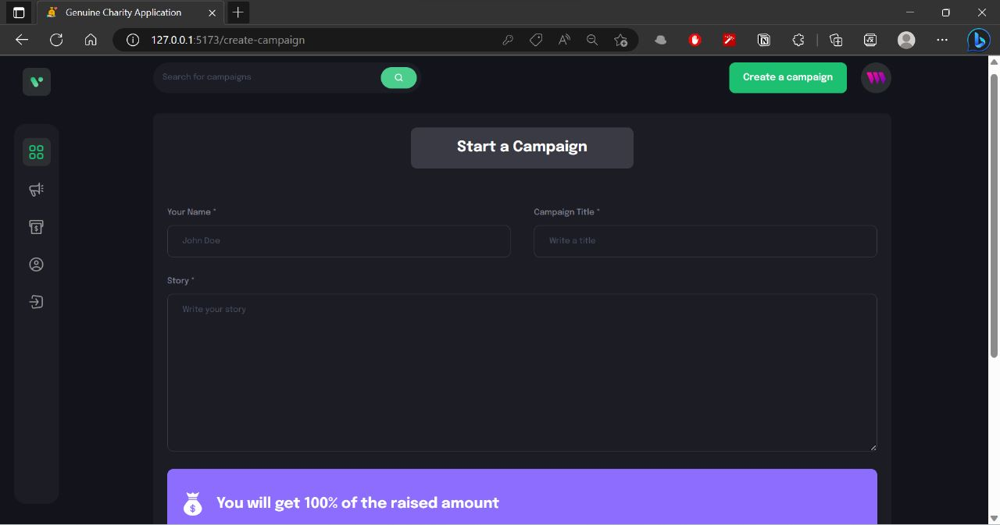 Genuine Charity Application
127.0.0.1:5173/create-campaign
Search for campaigns
Create a campaign
Start a Campaign
Your Name *
Campaign Title *
John Doe
Write a title
Story *
Write your story
$ You will get 100% of the raised amount